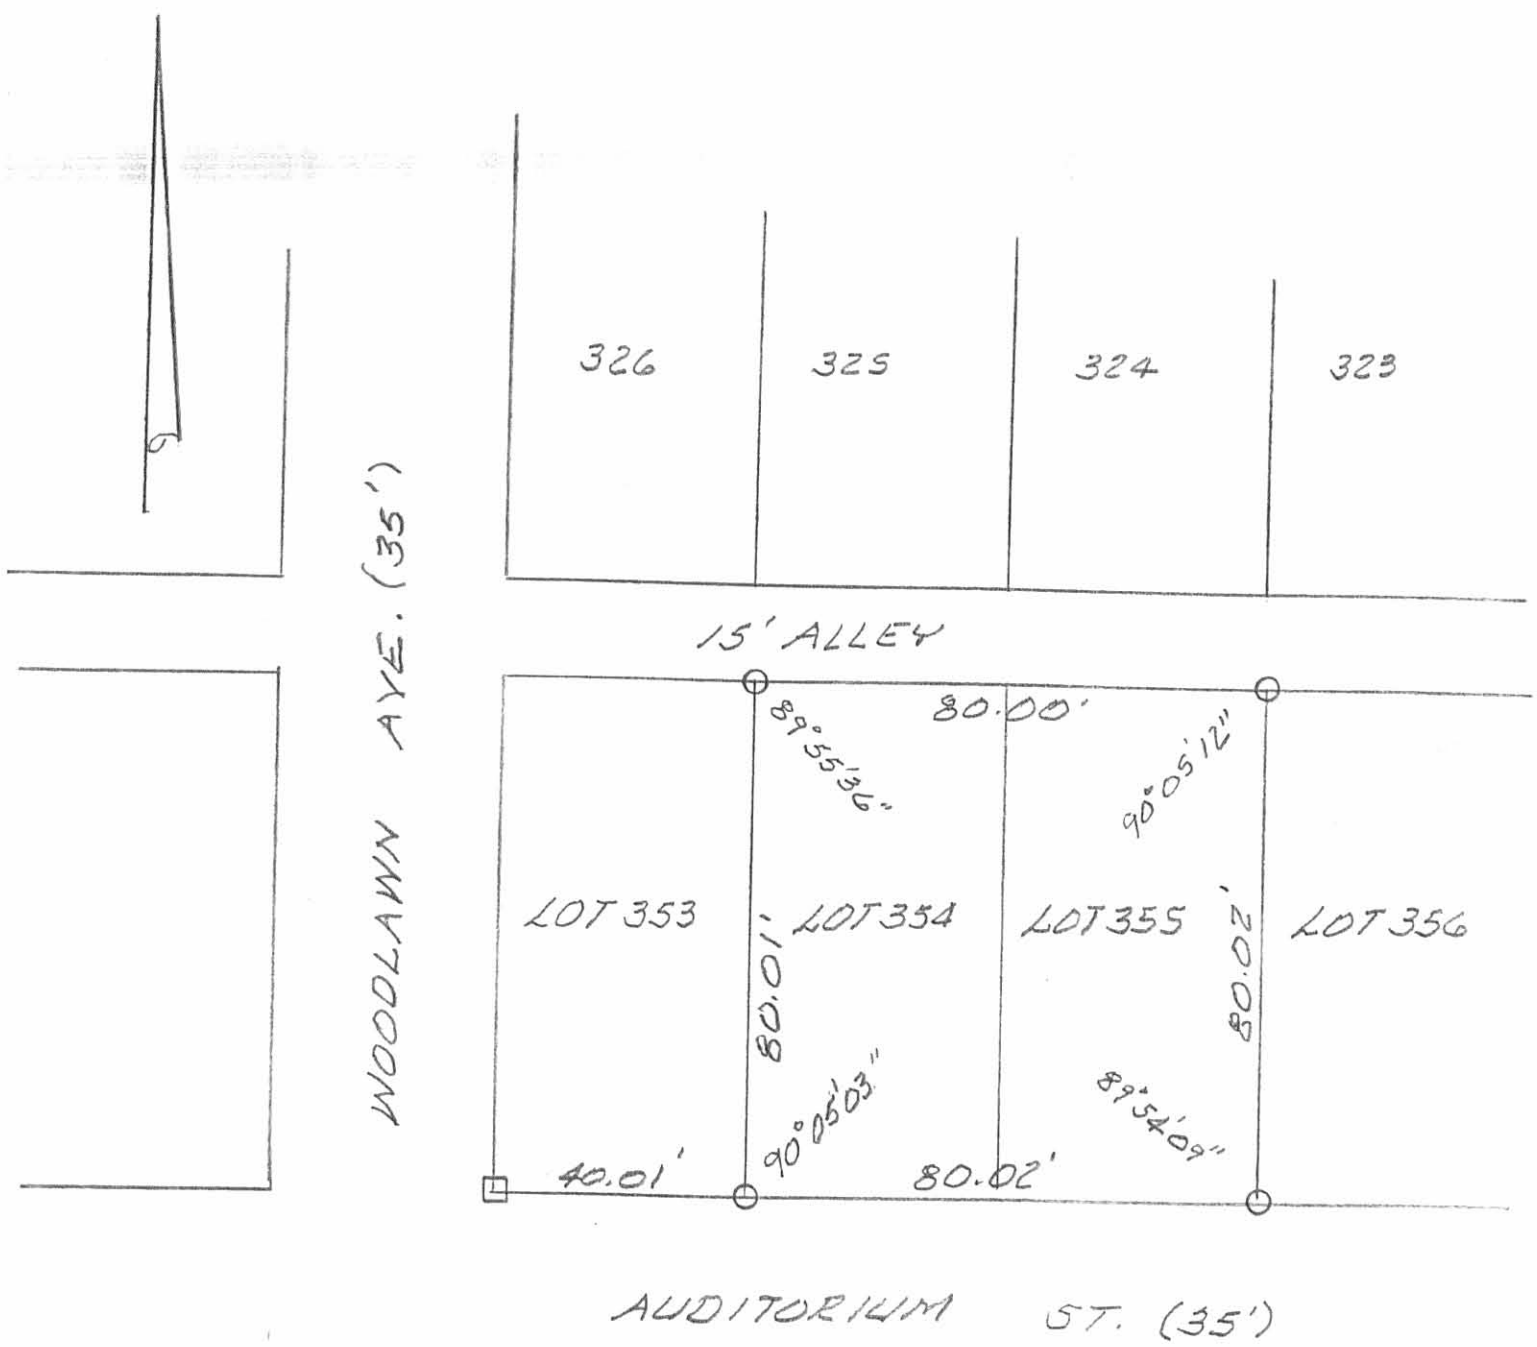 326
325
324
323
WOODLAWN AVE. (35')
15' ALLEY
80.00'
89°55'36"
90°05'12"
LOT 353
LOT 354
LOT 355
LOT 356
80.01'
80.02'
90°05'03"
89°54'09"
40.01'
80.02'
AUDITORIUM ST. (35')